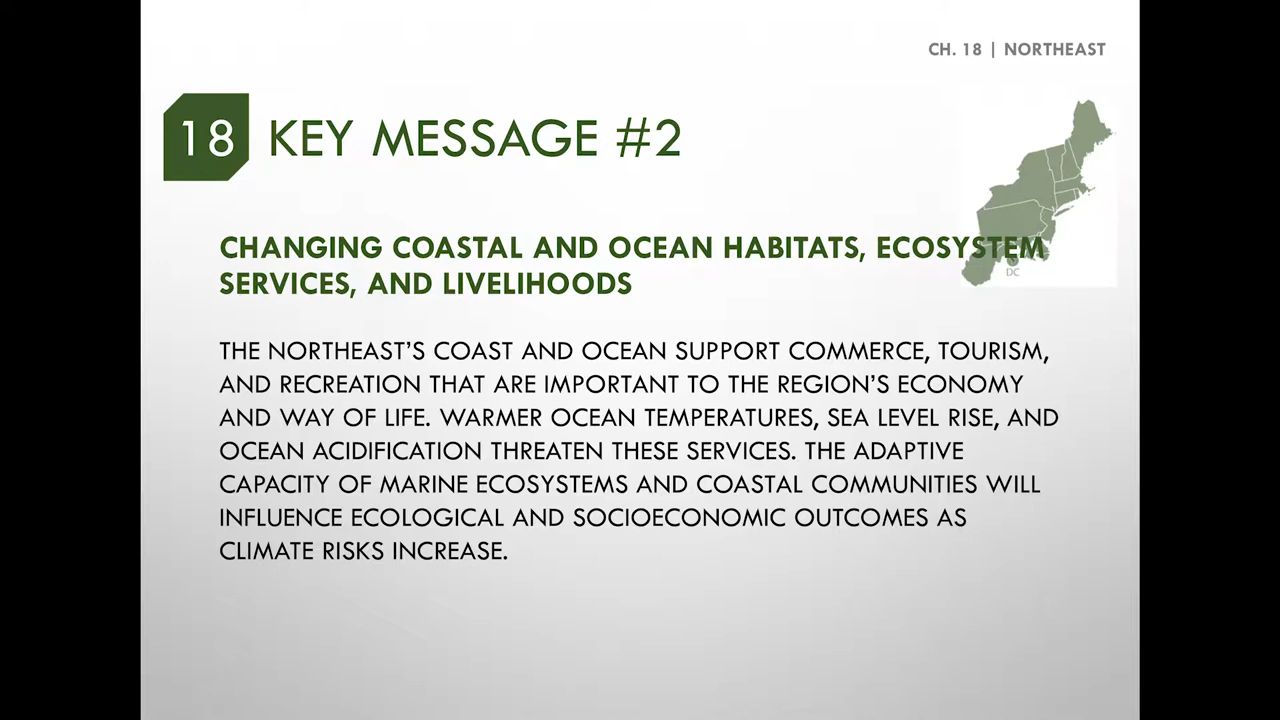 CH. 18 | NORTHEAST
18 KEY MESSAGE #2
CHANGING COASTAL AND OCEAN HABITATS, ECOSYSTEM
SERVICES, AND LIVELIHOODS
DC
THE NORTHEAST’S COAST AND OCEAN SUPPORT COMMERCE, TOURISM,
AND RECREATION THAT ARE IMPORTANT TO THE REGION’S ECONOMY
AND WAY OF LIFE. WARMER OCEAN TEMPERATURES, SEA LEVEL RISE, AND
OCEAN ACIDIFICATION THREATEN THESE SERVICES. THE ADAPTIVE
CAPACITY OF MARINE ECOSYSTEMS AND COASTAL COMMUNITIES WILL
INFLUENCE ECOLOGICAL AND SOCIOECONOMIC OUTCOMES AS
CLIMATE RISKS INCREASE.